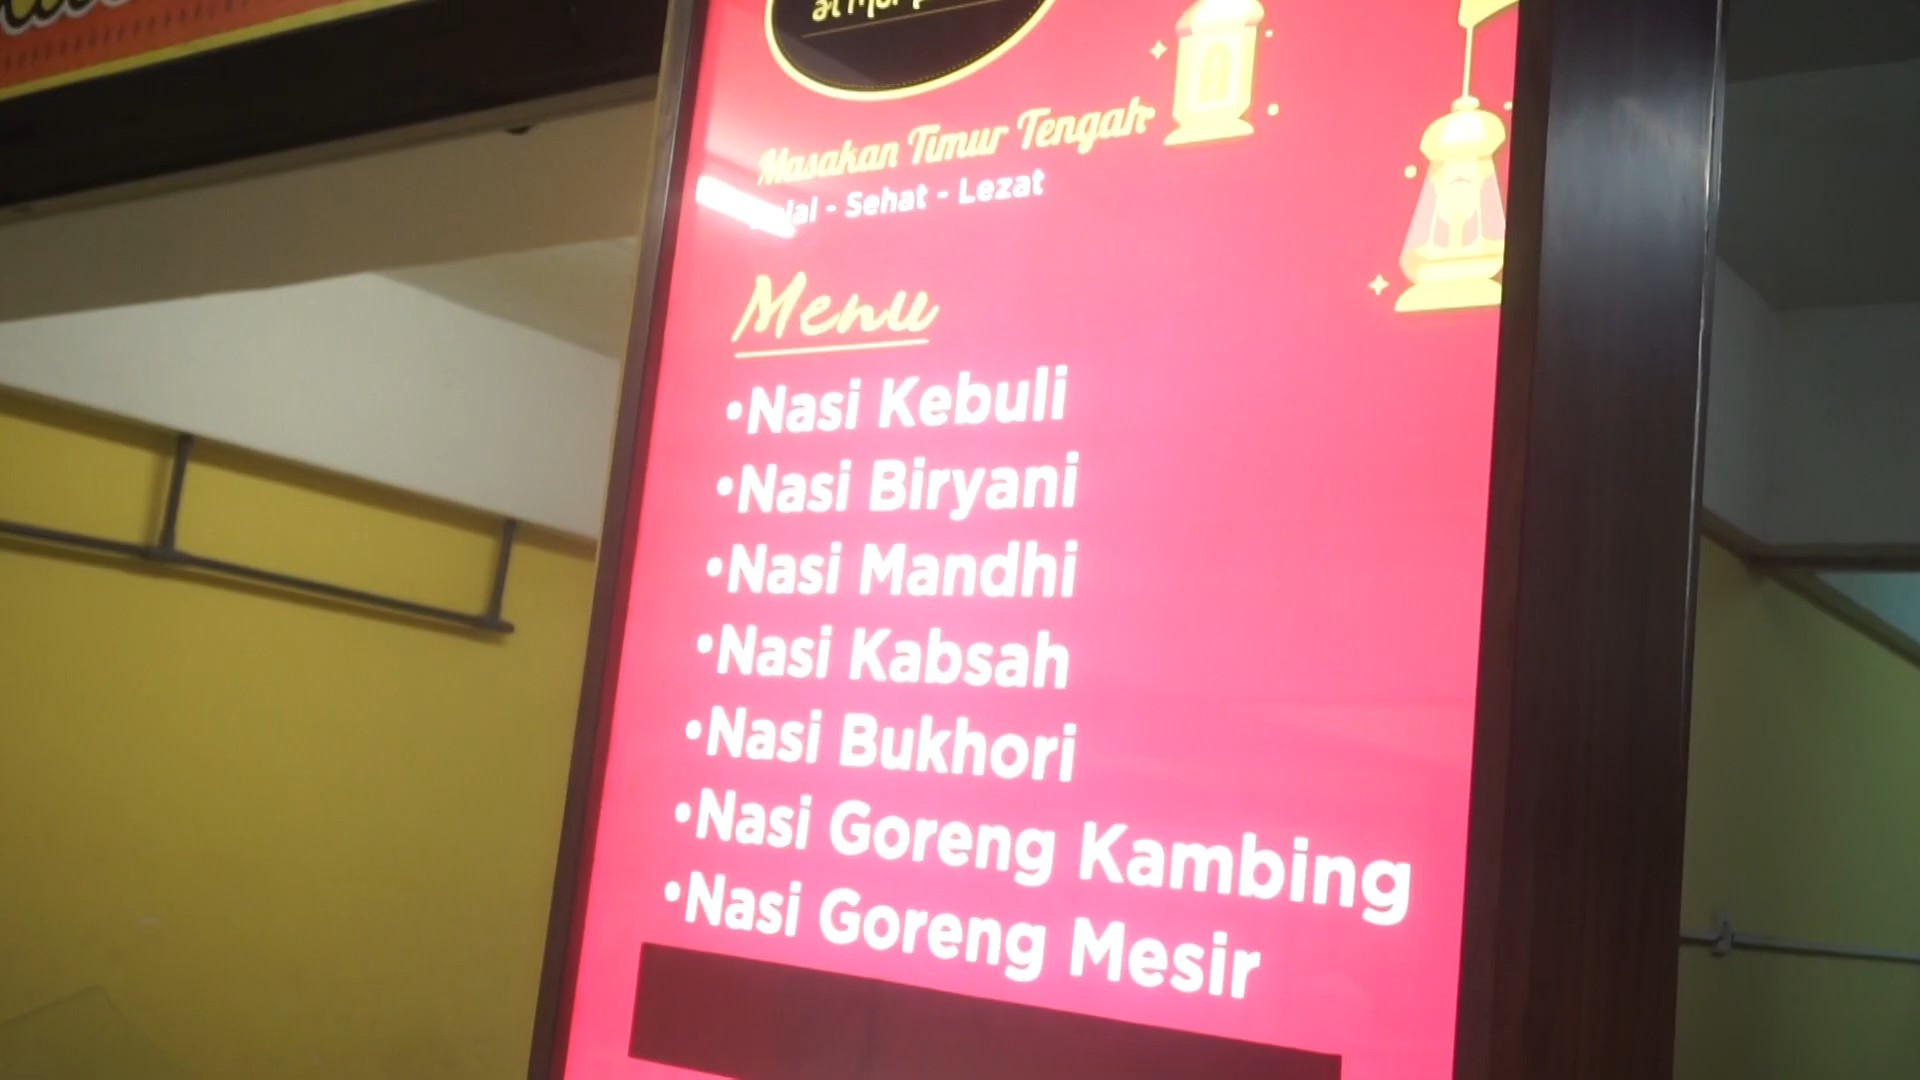 Masakan Timur Tengah
- Sehat - Lezat
Menu
•Nasi Kebuli
•Nasi Biryani
•Nasi Mandhi
•Nasi Kabsah
•Nasi Bukhori
•Nasi Goreng Kambing
•Nasi Goreng Mesir